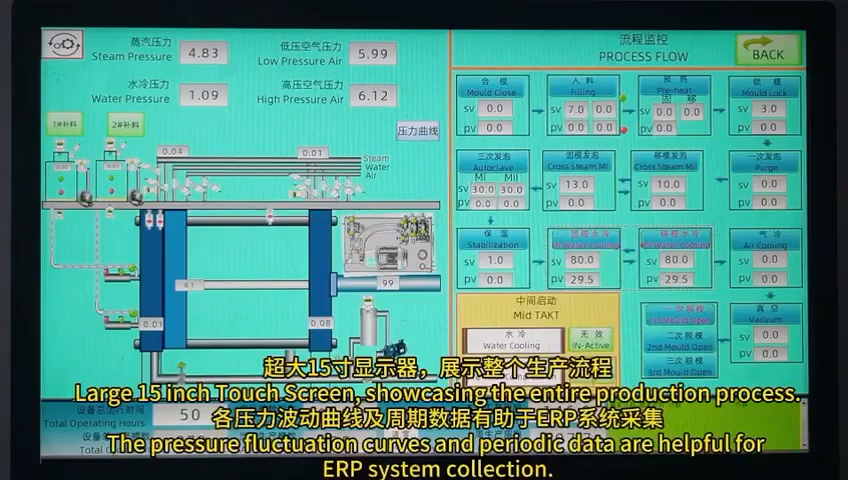 蒸汽压力
Steam Pressure 4.83
低压空气压力
Low Pressure Air 5.99
水冷压力
Water Pressure 1.09
高压空气压力
High Pressure Air 6.12
1#补料
2#补料
压力曲线
0.04
0.01
Steam
Water
Air
0.1
99
0.01
0.08
流程监控
PROCESS FLOW
BACK
合模
Mould Close
sv 0.0
pv 0.0
入料
Filling
sv 7.0 0.0
pv 0.0 0.0
预热
Pre-heat
固 移
sv 0.0 0.0
pv 0.0
锁模
Mould Lock
sv 3.0
pv 0.0
三次发泡
Autoclave
MI MII
sv 30.0 30.0
pv 0.0 0.0
固模发泡
Cross Steam MI
sv 13.0
pv 0.0
移模发泡
Cross Steam MII
sv 10.0
pv 0.0
一次发泡
Purge
sv 0.0
pv 0.0
保温
Stabilization
sv 1.0
pv 0.0
sv 80.0
pv 29.5
sv 80.0
pv 29.5
气冷
Air Cooling
sv 0.0
pv 0.0
中间启动
Mid TAKT
水冷
Water Cooling
无效
IN-Active
一次脱模
1st Mould Open
二次脱模
2nd Mould Open
三次脱模
3rd Mould Open
真空
Vacuum
sv 0.0
pv 0.0
超大15寸显示器，展示整个生产流程
Large 15 inch Touch Screen, showcasing the entire production process.
设备总运行时间
Total Operating Hours 50
各压力波动曲线及周期数据有助于ERP系统采集
The pressure fluctuation curves and periodic data are helpful for
ERP system collection.